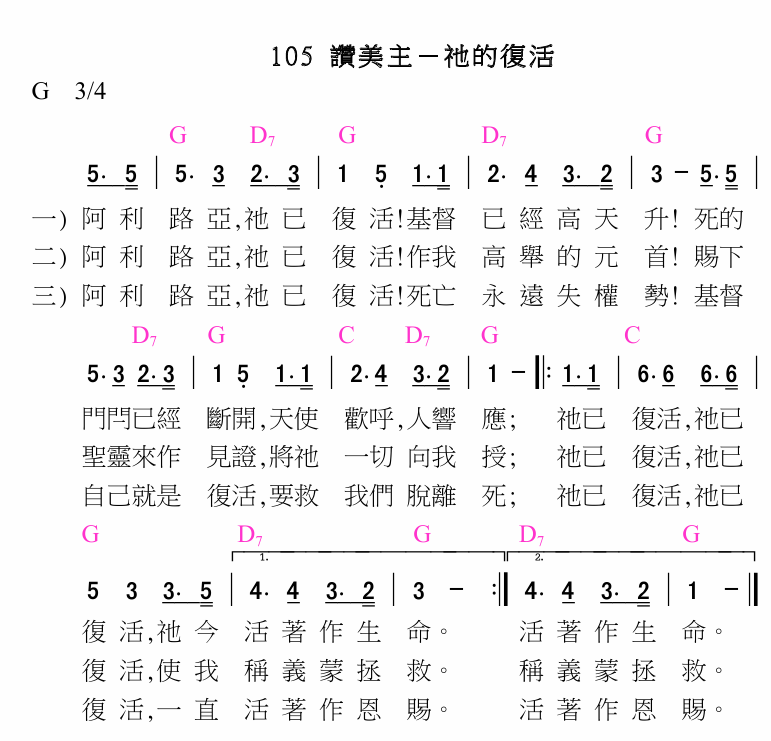 105 讚美主－祂的復活
G 3/4
G D7 G D7 G
5. 5 | 5. 3 2. 3 | 1 5 1. 1 | 2. 4 3. 2 | 3 – 5. 5 |
一) 阿利 路亞,祂已 復活!基督 已經高天 升! 死的
二) 阿利 路亞,祂已 復活!作我 高舉的元 首! 賜下
三) 阿利 路亞,祂已 復活!死亡 永遠失權 勢! 基督
D7 G C D7 G C
5. 3 2. 3 | 1 5 1. 1 | 2. 4 3. 2 | 1 – ‖: 1. 1 | 6. 6 6. 6 |
門閂已經 斷開,天使 歡呼,人響 應; 祂已 復活,祂已
聖靈來作 見證,將祂 一切向我 授; 祂已 復活,祂已
自己就是 復活,要救 我們脫離 死; 祂已 復活,祂已
G D7 G D7 G
1. 2.
5 3 3. 5 | 4. 4 3. 2 | 3 – :‖ 4. 4 3. 2 | 1 – ‖
復活,祂今 活著作生 命。 活著作生 命。
復活,使我 稱義蒙拯 救。 稱義蒙拯 救。
復活,一直 活著作恩 賜。 活著作恩 賜。